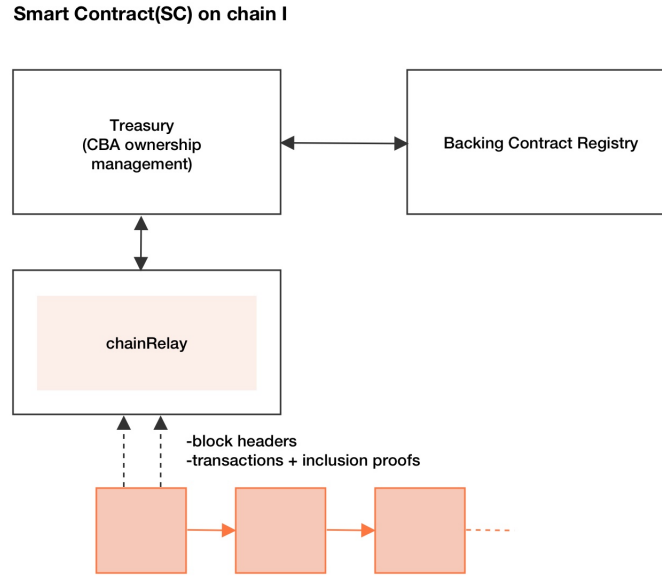 Smart Contract(SC) on chain I
Treasury
(CBA ownership
management)
Backing Contract Registry
chainRelay
-block headers
-transactions + inclusion proofs